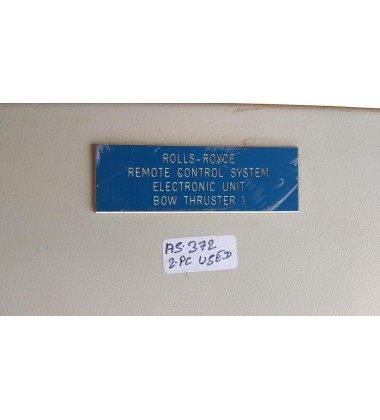 ROLLS-ROYCE
REMOTE CONTROL SYSTEM
ELECTRONIC UNIT
BOW THRUSTER 1
AS-372
2-PC USED